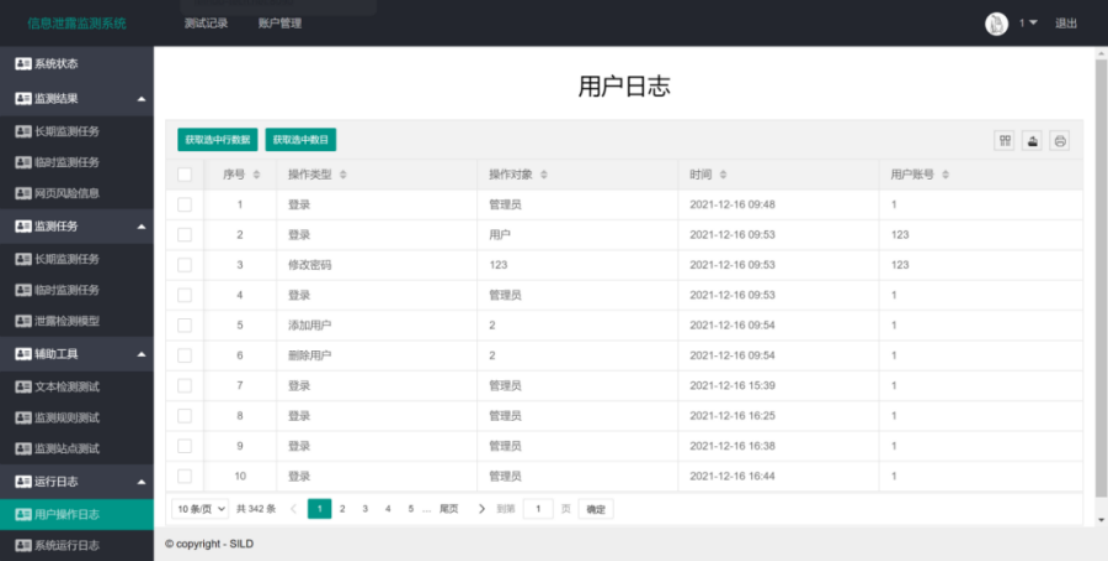 信息泄露监测系统 测试记录 账户管理 1 退出
系统状态
监测结果
长期监测任务
临时监测任务
网页风险信息
监测任务
长期监测任务
临时监测任务
泄露检测模型
辅助工具
文本检测测试
监测规则测试
监测站点测试
运行日志
用户操作日志
系统运行日志
用户日志
获取选中行数据 获取选中数目
序号 操作类型 操作对象 时间 用户账号
1 登录 管理员 2021-12-16 09:48 1
2 登录 用户 2021-12-16 09:53 123
3 修改密码 123 2021-12-16 09:53 123
4 登录 管理员 2021-12-16 09:53 1
5 添加用户 2 2021-12-16 09:54 1
6 删除用户 2 2021-12-16 09:54 1
7 登录 管理员 2021-12-16 15:39 1
8 登录 管理员 2021-12-16 16:25 1
9 登录 管理员 2021-12-16 16:38 1
10 登录 管理员 2021-12-16 16:44 1
10 条/页 共 342 条 1 2 3 4 5 ... 尾页 到第 1 页 确定
© copyright - SILD